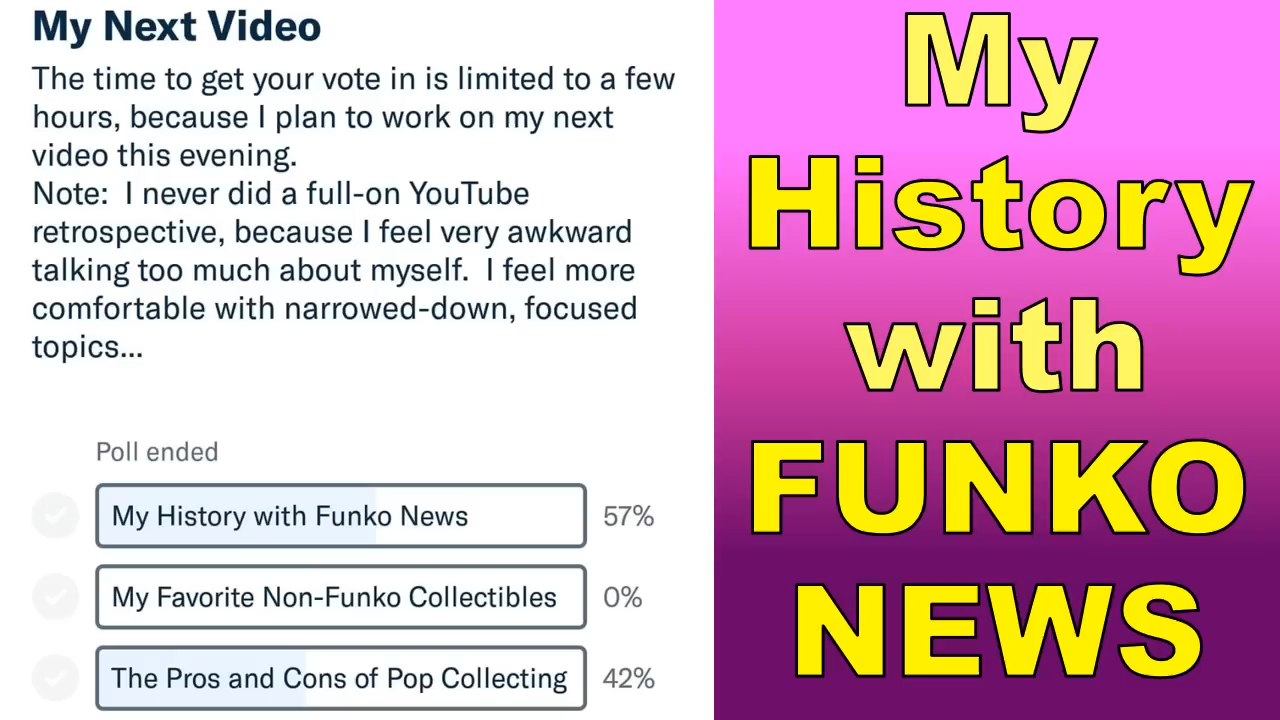 My Next Video
The time to get your vote in is limited to a few
hours, because I plan to work on my next
video this evening.
Note:  I never did a full-on YouTube
retrospective, because I feel very awkward
talking too much about myself.  I feel more
comfortable with narrowed-down, focused
topics...
Poll ended
My History with Funko News 57%
My Favorite Non-Funko Collectibles 0%
The Pros and Cons of Pop Collecting 42%
My
History
with
FUNKO
NEWS